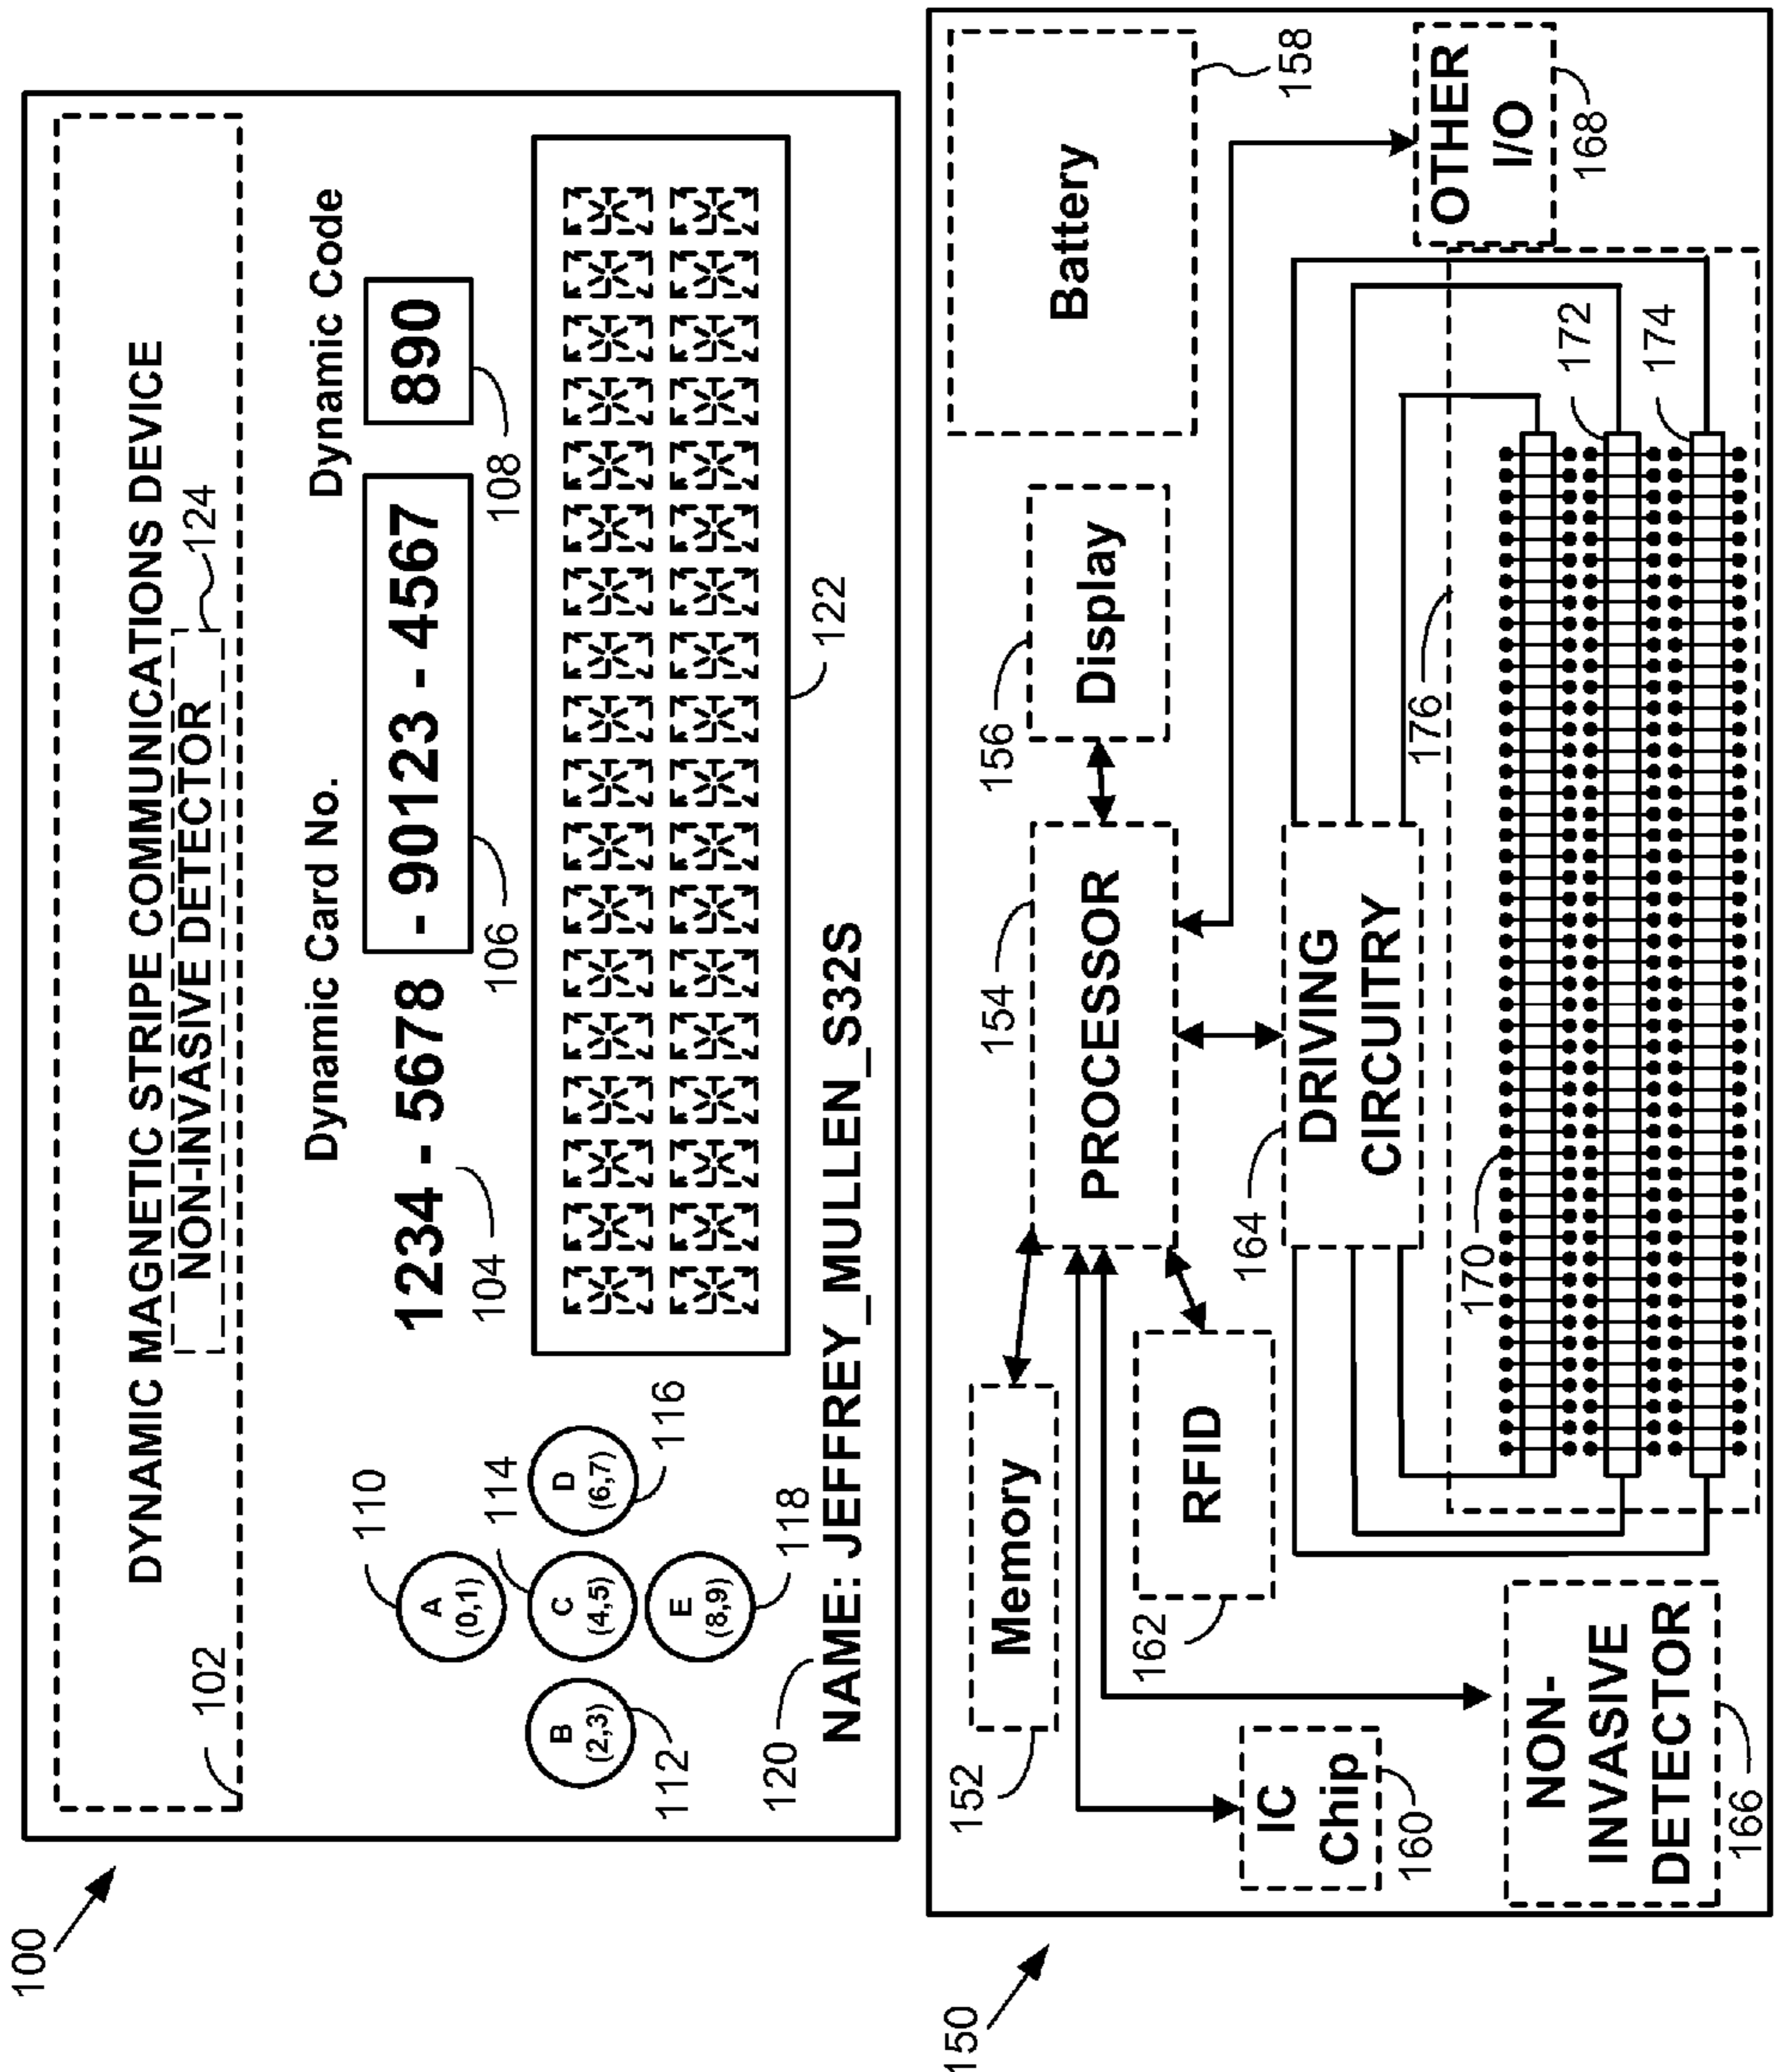 100
102
DYNAMIC MAGNETIC STRIPE COMMUNICATIONS DEVICE
NON-INVASIVE DETECTOR
124
Dynamic Card No.
Dynamic Code
1234 - 5678 - 90123 - 4567
890
104
106
108
110
A
(0,1)
B
(2,3)
112
114
C
(4,5)
D
(6,7)
116
E
(8,9)
118
122
120
NAME: JEFFREY_MULLEN_S32S
150
152
Memory
154
PROCESSOR
156
Display
Battery
158
IC
Chip
160
162
RFID
164
DRIVING
CIRCUITRY
OTHER
I/O
168
NON-
INVASIVE
DETECTOR
166
170
176
172
174